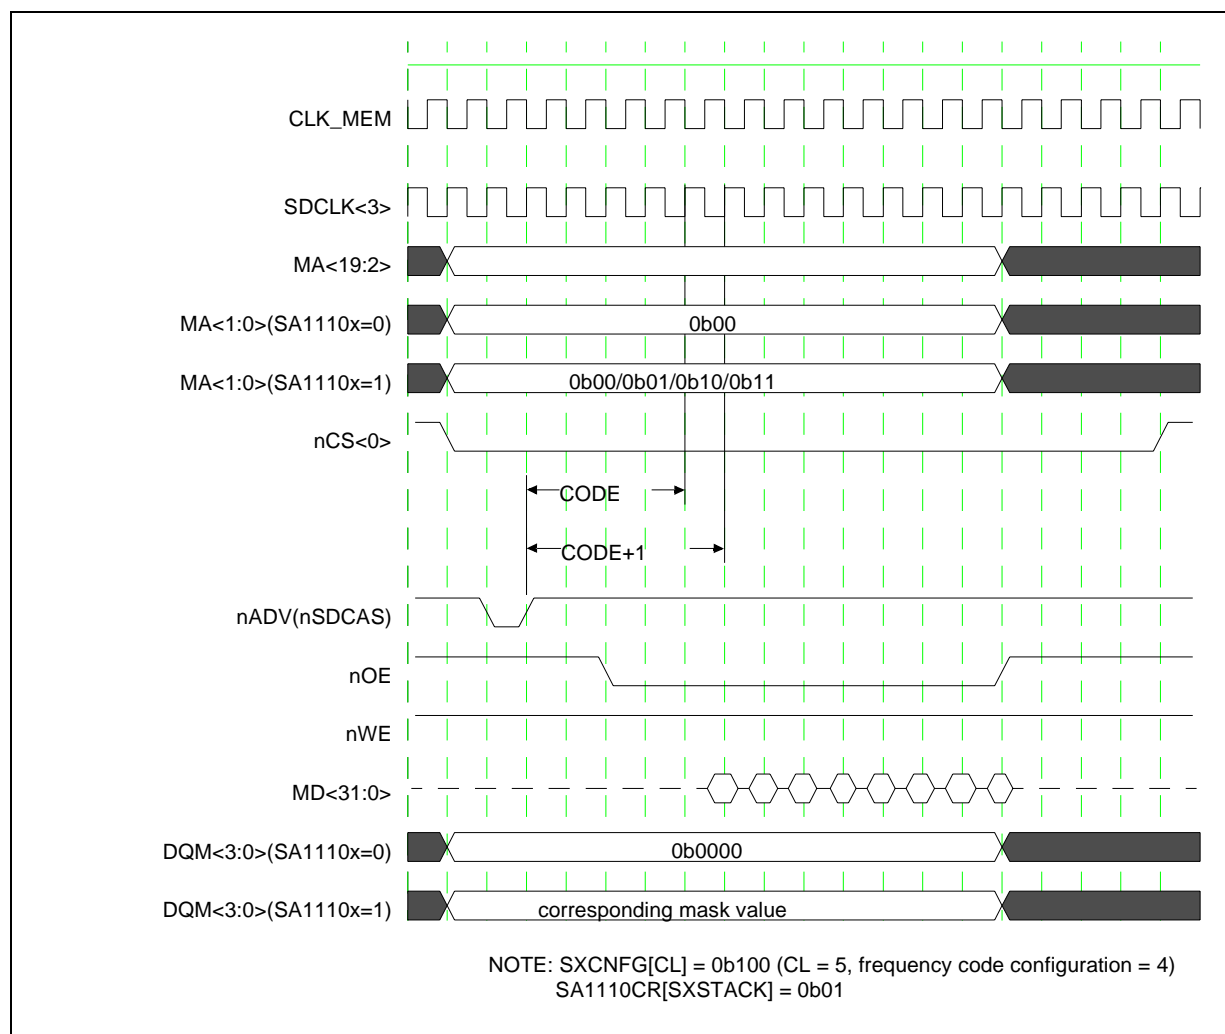 CLK_MEM
SDCLK<3>
MA<19:2>
MA<1:0>(SA1110x=0)
0b00
MA<1:0>(SA1110x=1)
0b00/0b01/0b10/0b11
nCS<0>
CODE
CODE+1
nADV(nSDCAS)
nOE
nWE
MD<31:0>
DQM<3:0>(SA1110x=0)
0b0000
DQM<3:0>(SA1110x=1)
corresponding mask value
NOTE: SXCNFG[CL] = 0b100 (CL = 5, frequency code configuration = 4)
SA1110CR[SXSTACK] = 0b01